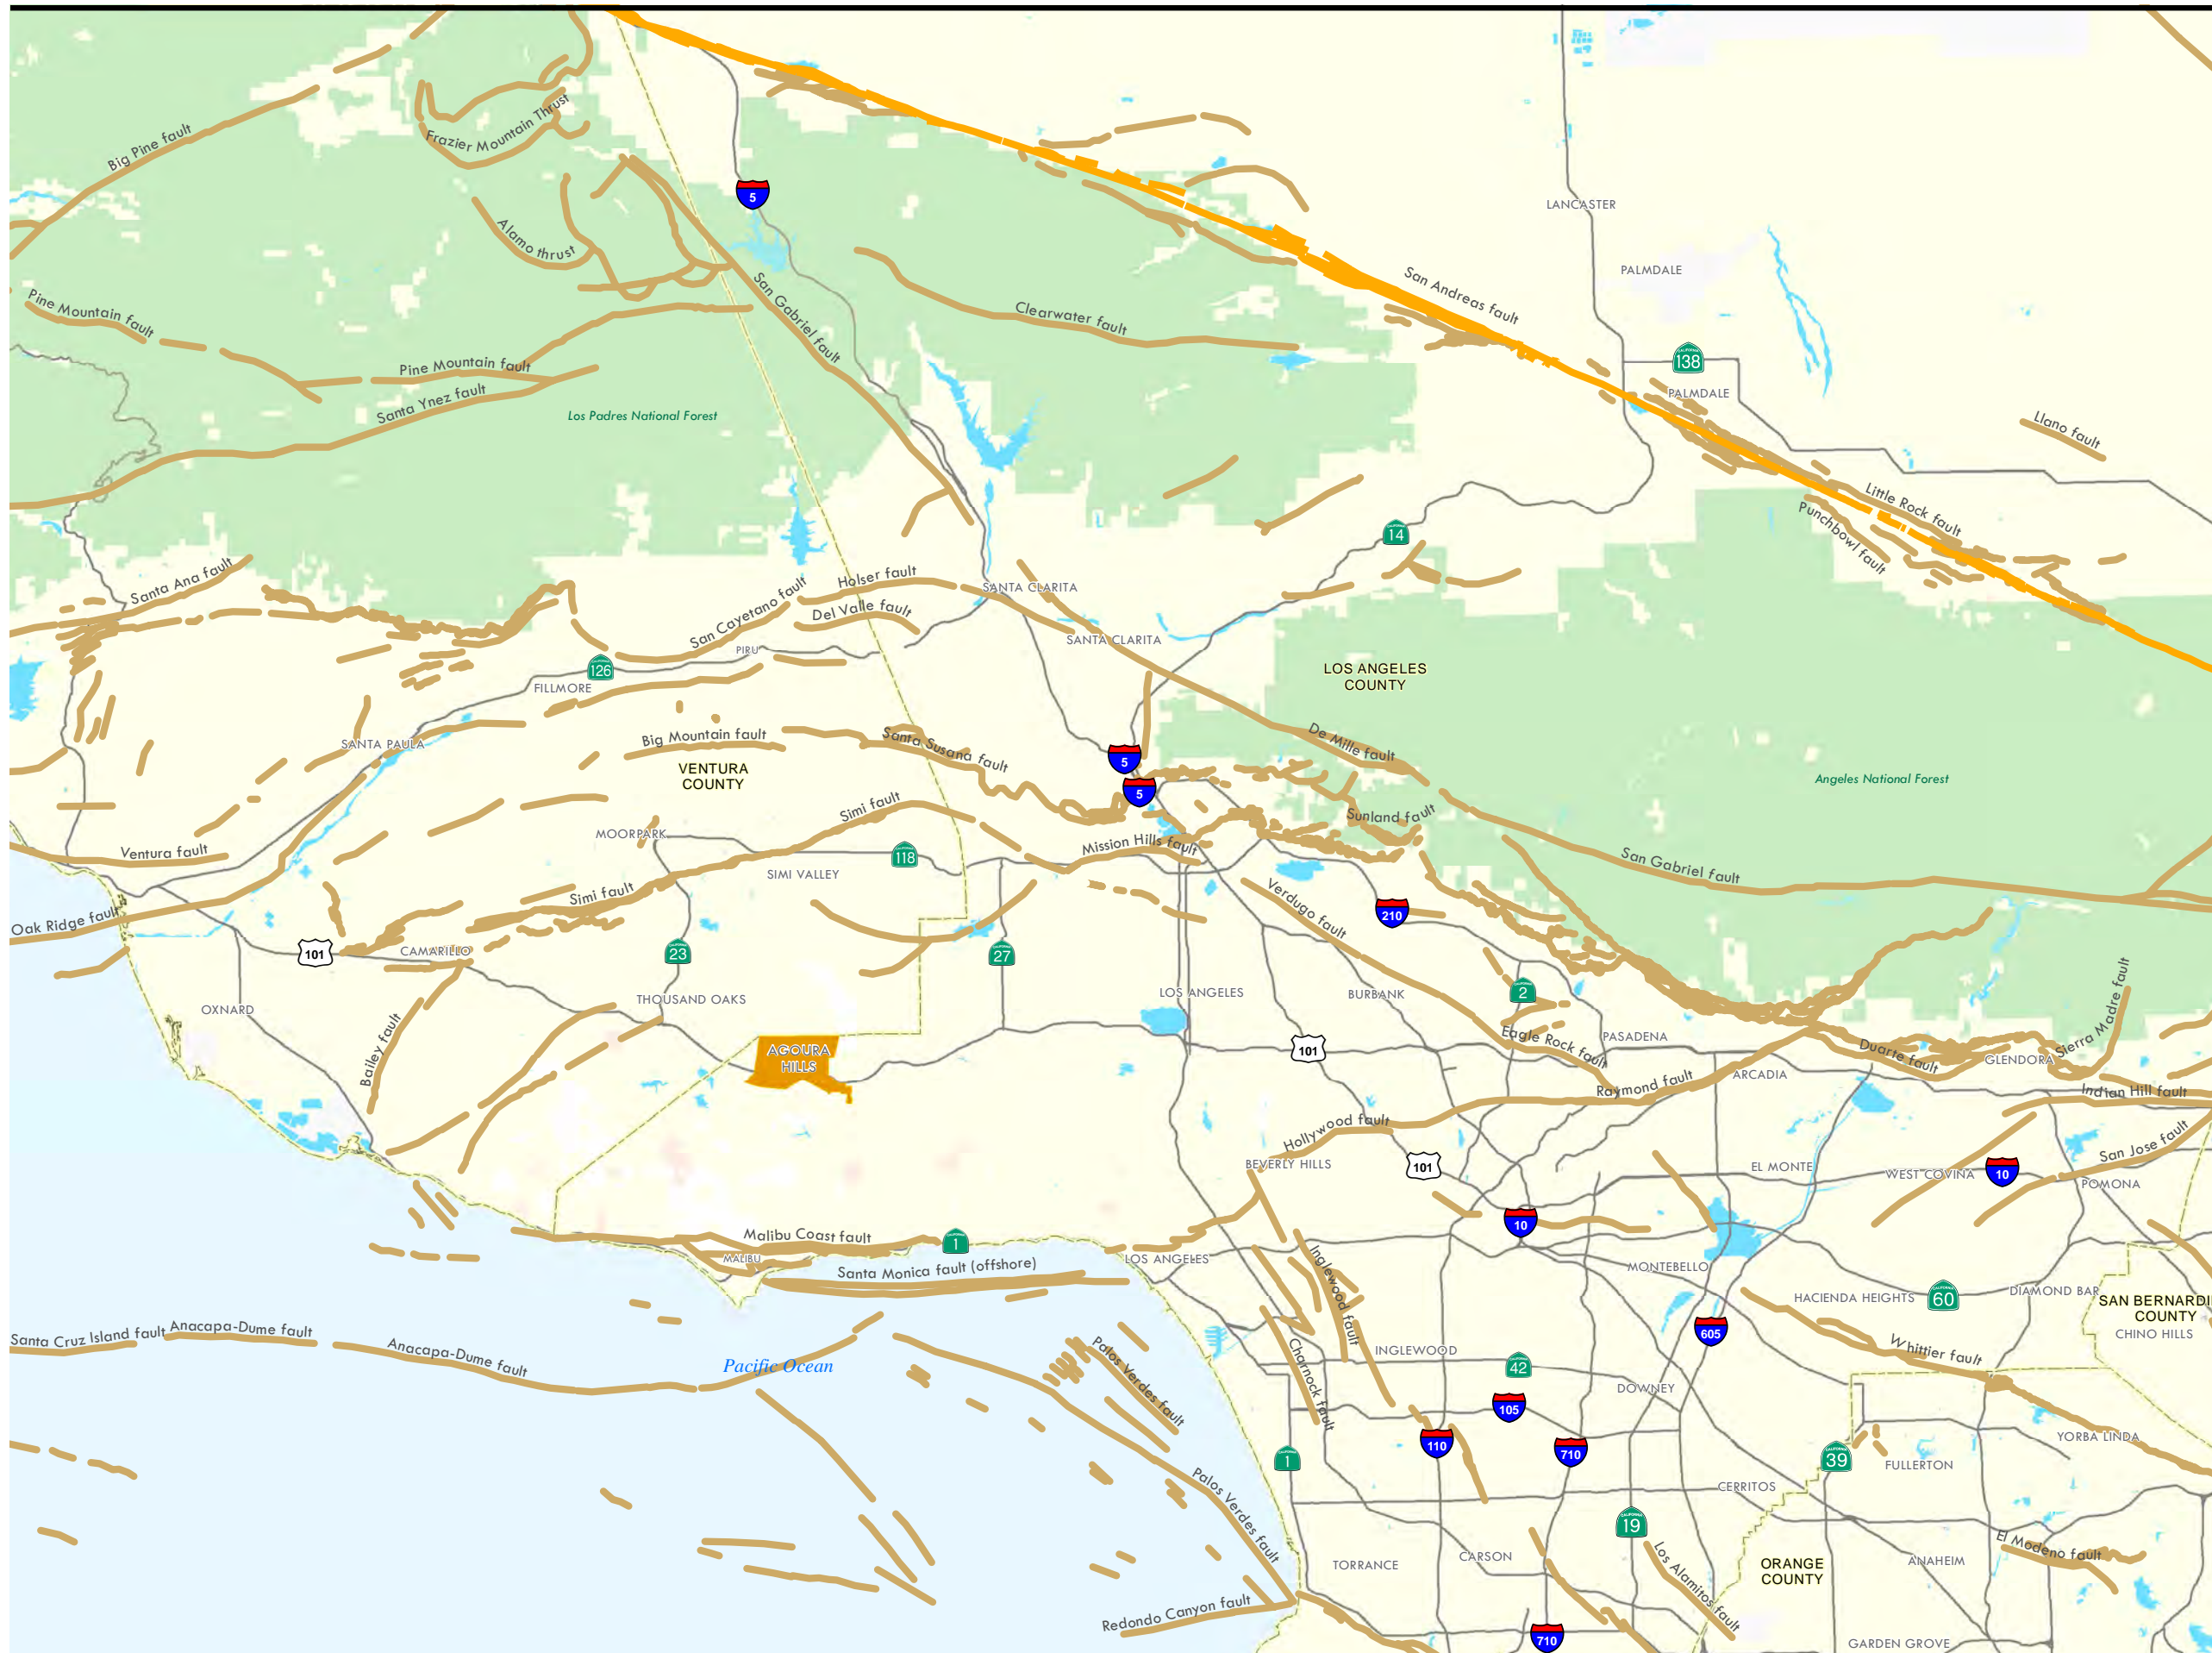 Big Pine fault
Frazier Mountain Thrust
5
Alamo thrust
LANCASTER
PALMDALE
San Andreas fault
San Gabriel fault
Clearwater fault
Pine Mountain fault
Pine Mountain fault
Santa Ynez fault
Los Padres National Forest
CALIFORNIA
138
PALMDALE
Llano fault
Little Rock fault
Punchbowl fault
14
Santa Ana fault
San Cayetano fault
Holser fault
Del Valle fault
SANTA CLARITA
SANTA CLARITA
PIRU
126
FILLMORE
LOS ANGELES
COUNTY
SANTA PAULA
Big Mountain fault
Santa Susana fault
VENTURA
COUNTY
5
5
De Mille fault
Angeles National Forest
Simi fault
Sunland fault
MOORPARK
Mission Hills fault
Ventura fault
118
SIMI VALLEY
San Gabriel fault
Verdugo fault
Simi fault
210
Oak Ridge fault
101
CAMARILLO
23
27
2
OXNARD
THOUSAND OAKS
LOS ANGELES
BURBANK
Sierra Madre fault
Bailey fault
AGOURA
HILLS
101
Eagle Rock fault
PASADENA
Duarte fault
GLENDORA
ARCADIA
Raymond fault
Indian Hill fault
Hollywood fault
BEVERLY HILLS
101
EL MONTE
WEST COVINA
10
San Jose fault
POMONA
10
Malibu Coast fault
1
MALIBU
LOS ANGELES
Santa Monica fault (offshore)
Inglewood fault
MONTEBELLO
HACIENDA HEIGHTS
60
DIAMOND BAR
SAN BERNARDI
COUNTY
CHINO HILLS
605
Santa Cruz Island fault
Anacapa-Dume fault
Anacapa-Dume fault
Pacific Ocean
Palos Verdes fault
Charnock fault
INGLEWOOD
42
Whittier fault
DOWNEY
105
110
710
1
39
YORBA LINDA
FULLERTON
Palos Verdes fault
CERRITOS
19
El Modeno fault
TORRANCE
CARSON
Los Alamitos fault
ORANGE
COUNTY
ANAHEIM
Redondo Canyon fault
710
GARDEN GROVE